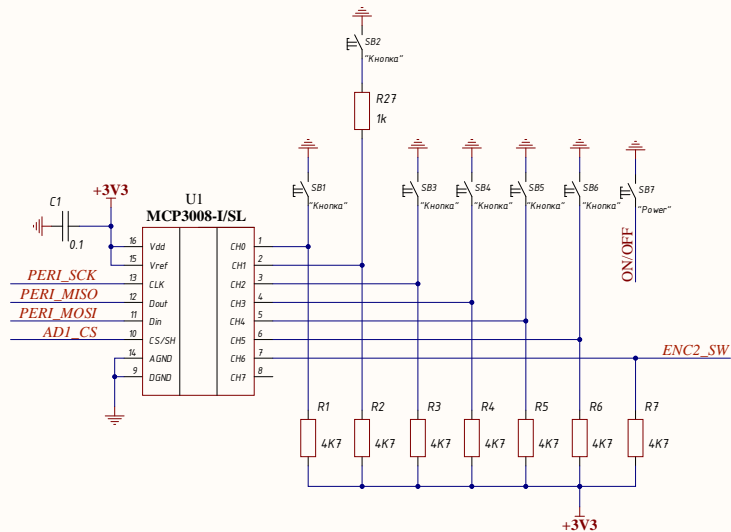 SB2
"Кнопка"
R27
1k
C1
0.1
+3V3
U1
MCP3008-I/SL
SB1
"Кнопка"
SB3
"Кнопка"
SB4
"Кнопка"
SB5
"Кнопка"
SB6
"Кнопка"
SB7
"Power"
ON/OFF
PERI_SCK
PERI_MISO
PERI_MOSI
AD1_CS
16 Vdd CH0 1
15 Vref CH1 2
13 CLK CH2 3
12 Dout CH3 4
11 Din CH4 5
10 CS/SH CH5 6
14 AGND CH6 7
9 DGND CH7 8
ENC2_SW
R1 R2 R3 R4 R5 R6 R7
4K7 4K7 4K7 4K7 4K7 4K7 4K7
+3V3